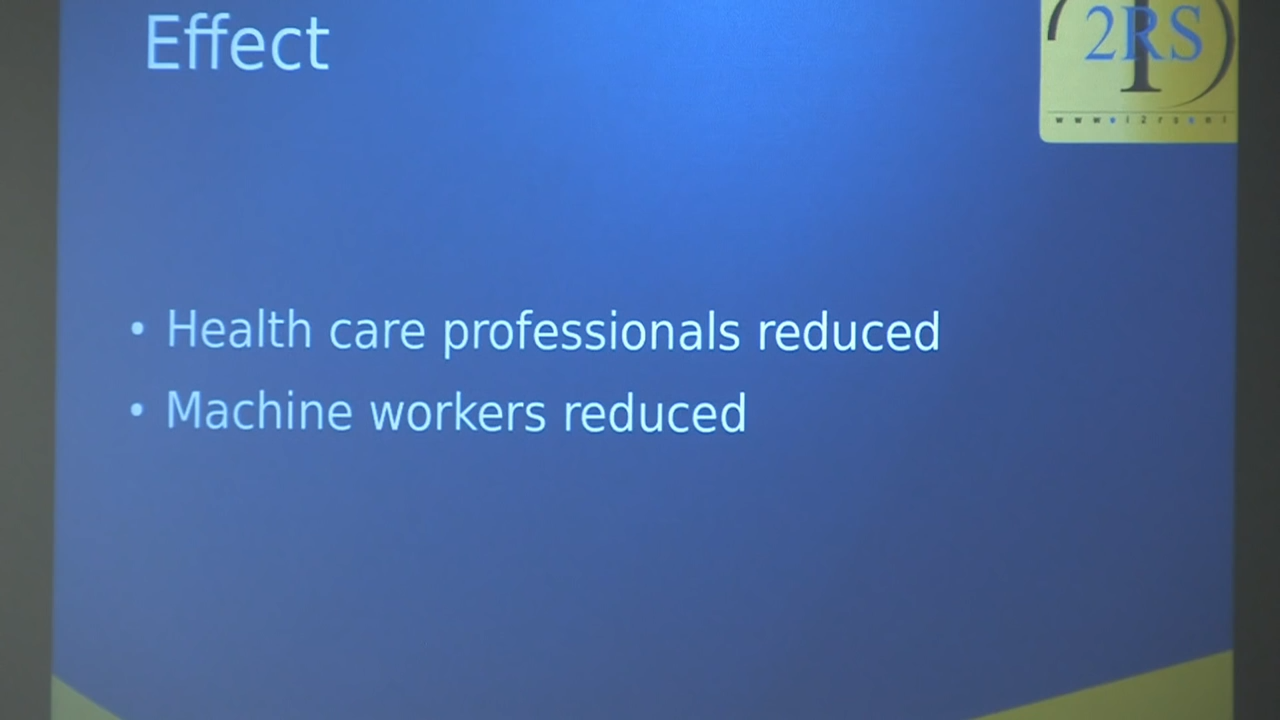 Effect
2RS
• Health care professionals reduced
• Machine workers reduced